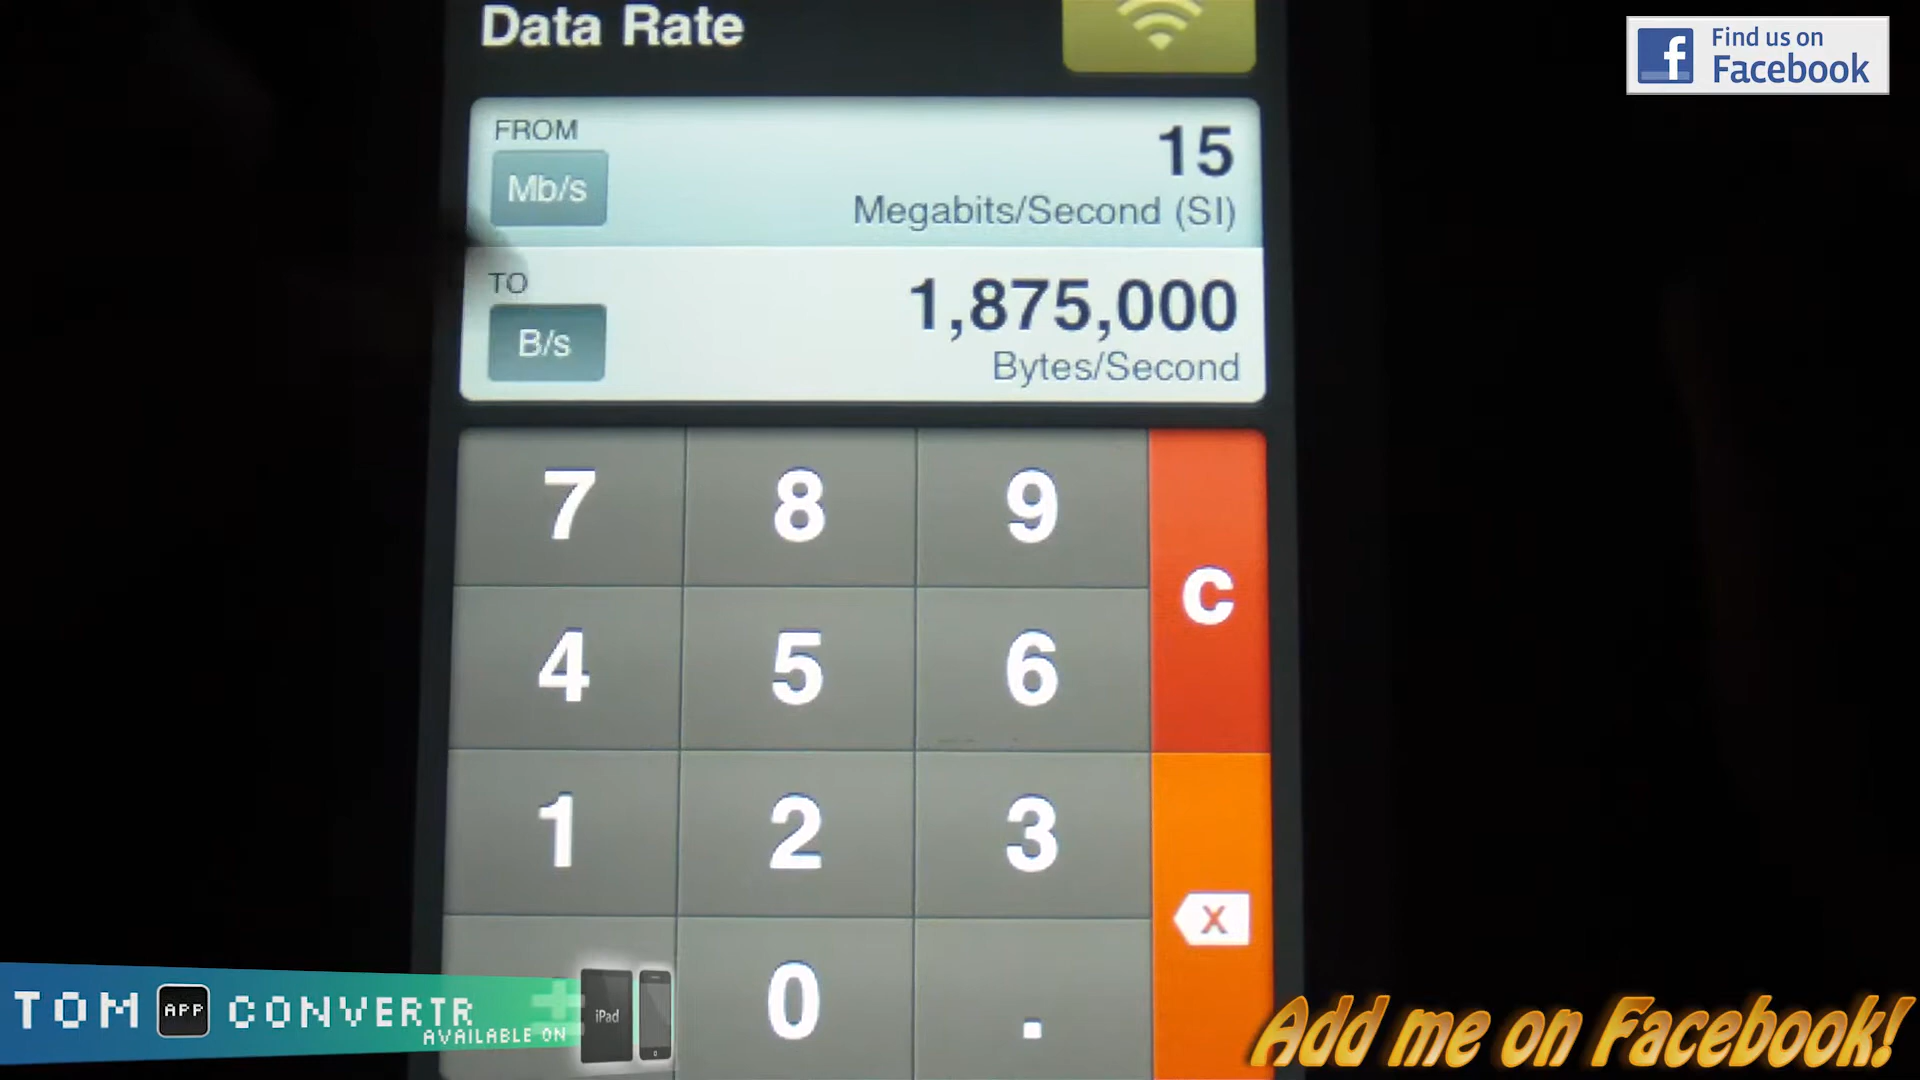 Data Rate
Find us on
Facebook
FROM
15
Mb/s
Megabits/Second (SI)
TO
1,875,000
B/s
Bytes/Second
7 8 9
C
4 5 6
1 2 3
X
0 .
TOM APP CONVERTR
AVAILABLE ON
iPad
Add me on Facebook!